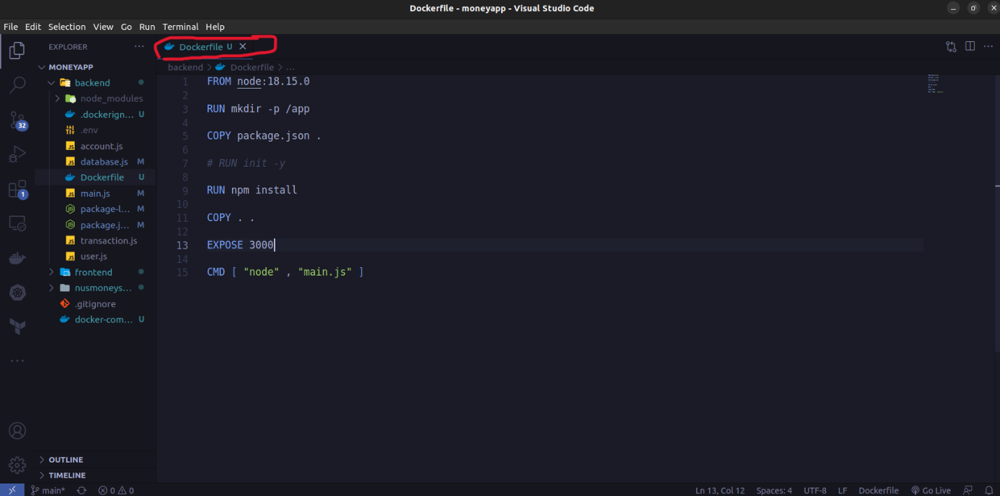 Dockerfile - moneyapp - Visual Studio Code
File Edit Selection View Go Run Terminal Help
EXPLORER ...
MONEYAPP
backend
node_modules
.dockerign... U
.env
account.js
database.js M
Dockerfile U
main.js M
package-l... M
package.j... M
transaction.js
user.js
frontend
nusmoneys...
.gitignore
docker-com... U
OUTLINE
TIMELINE
32
1
Dockerfile U
backend > Dockerfile > ...
1 FROM node:18.15.0
2
3 RUN mkdir -p /app
4
5 COPY package.json .
6
7 # RUN init -y
8
9 RUN npm install
10
11 COPY . .
12
13 EXPOSE 3000
14
15 CMD [ "node" , "main.js" ]
main* 0 0 Ln 13, Col 12 Spaces: 4 UTF-8 LF Dockerfile Go Live